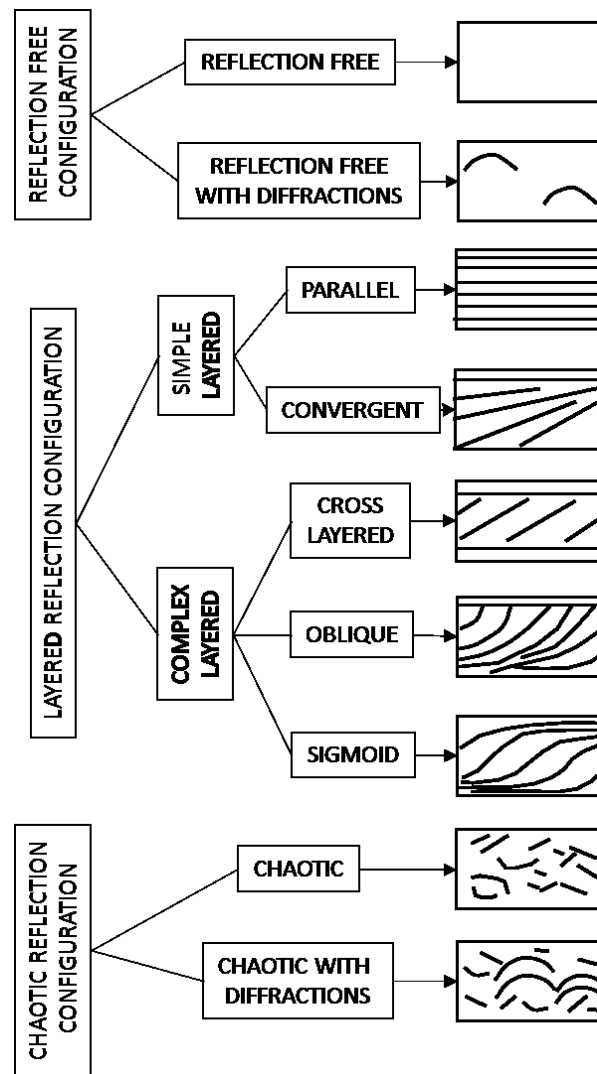 REFLECTION FREE
CONFIGURATION
REFLECTION FREE
REFLECTION FREE
WITH DIFFRACTIONS
LAYERED REFLECTION CONFIGURATION
SIMPLE
LAYERED
PARALLEL
CONVERGENT
COMPLEX
LAYERED
CROSS
LAYERED
OBLIQUE
SIGMOID
CHAOTIC REFLECTION
CONFIGURATION
CHAOTIC
CHAOTIC WITH
DIFFRACTIONS